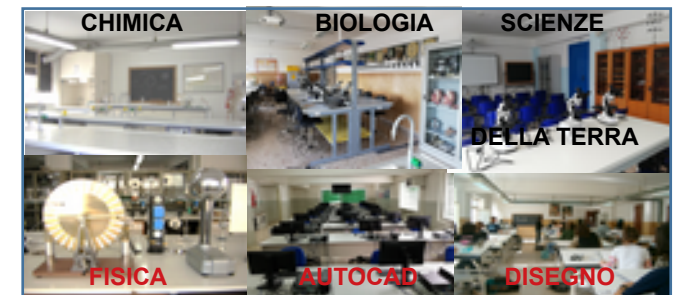 CHIMICA
BIOLOGIA
SCIENZE
DELLA TERRA
FISICA
AUTOCAD
DISEGNO